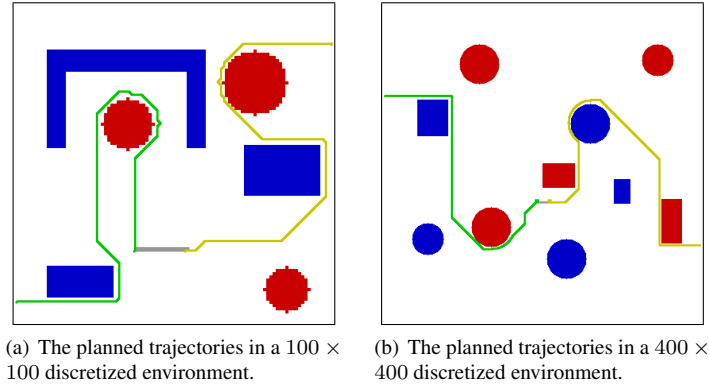 (a) The planned trajectories in a 100 ×
100 discretized environment.
(b) The planned trajectories in a 400 ×
400 discretized environment.